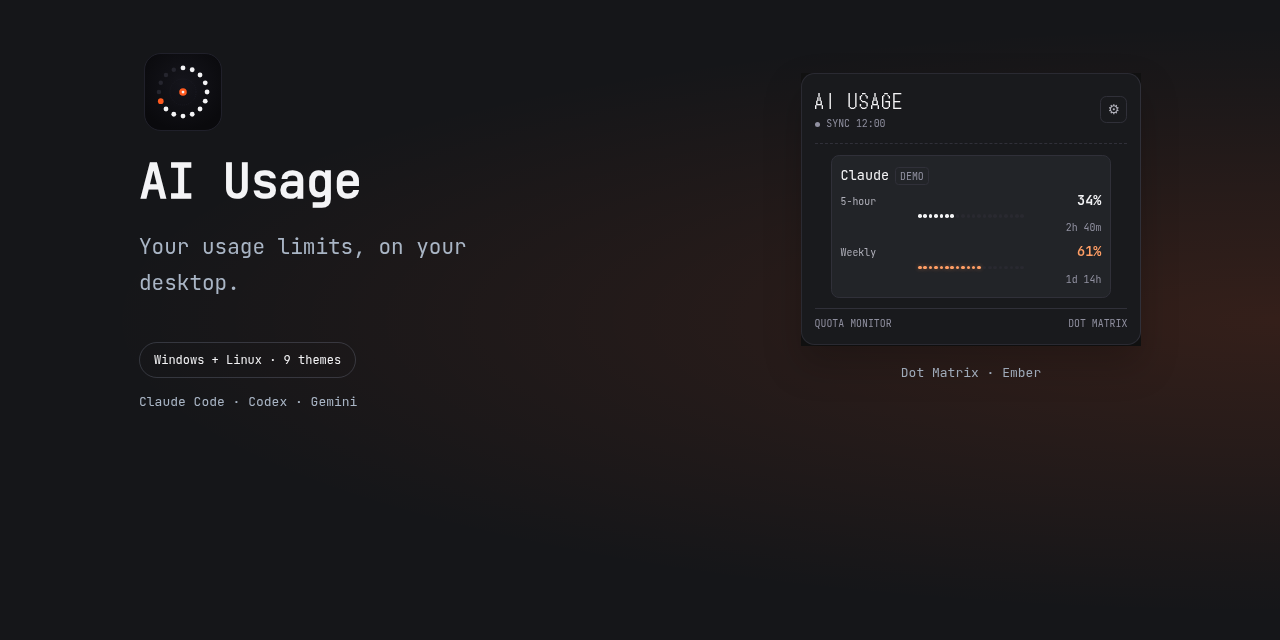 AI Usage
Your usage limits, on your
desktop.
Windows + Linux · 9 themes
Claude Code · Codex · Gemini
AI USAGE
● SYNC 12:00
⚙
Claude DEMO
5-hour 34%
2h 40m
Weekly 61%
1d 14h
QUOTA MONITOR DOT MATRIX
Dot Matrix · Ember